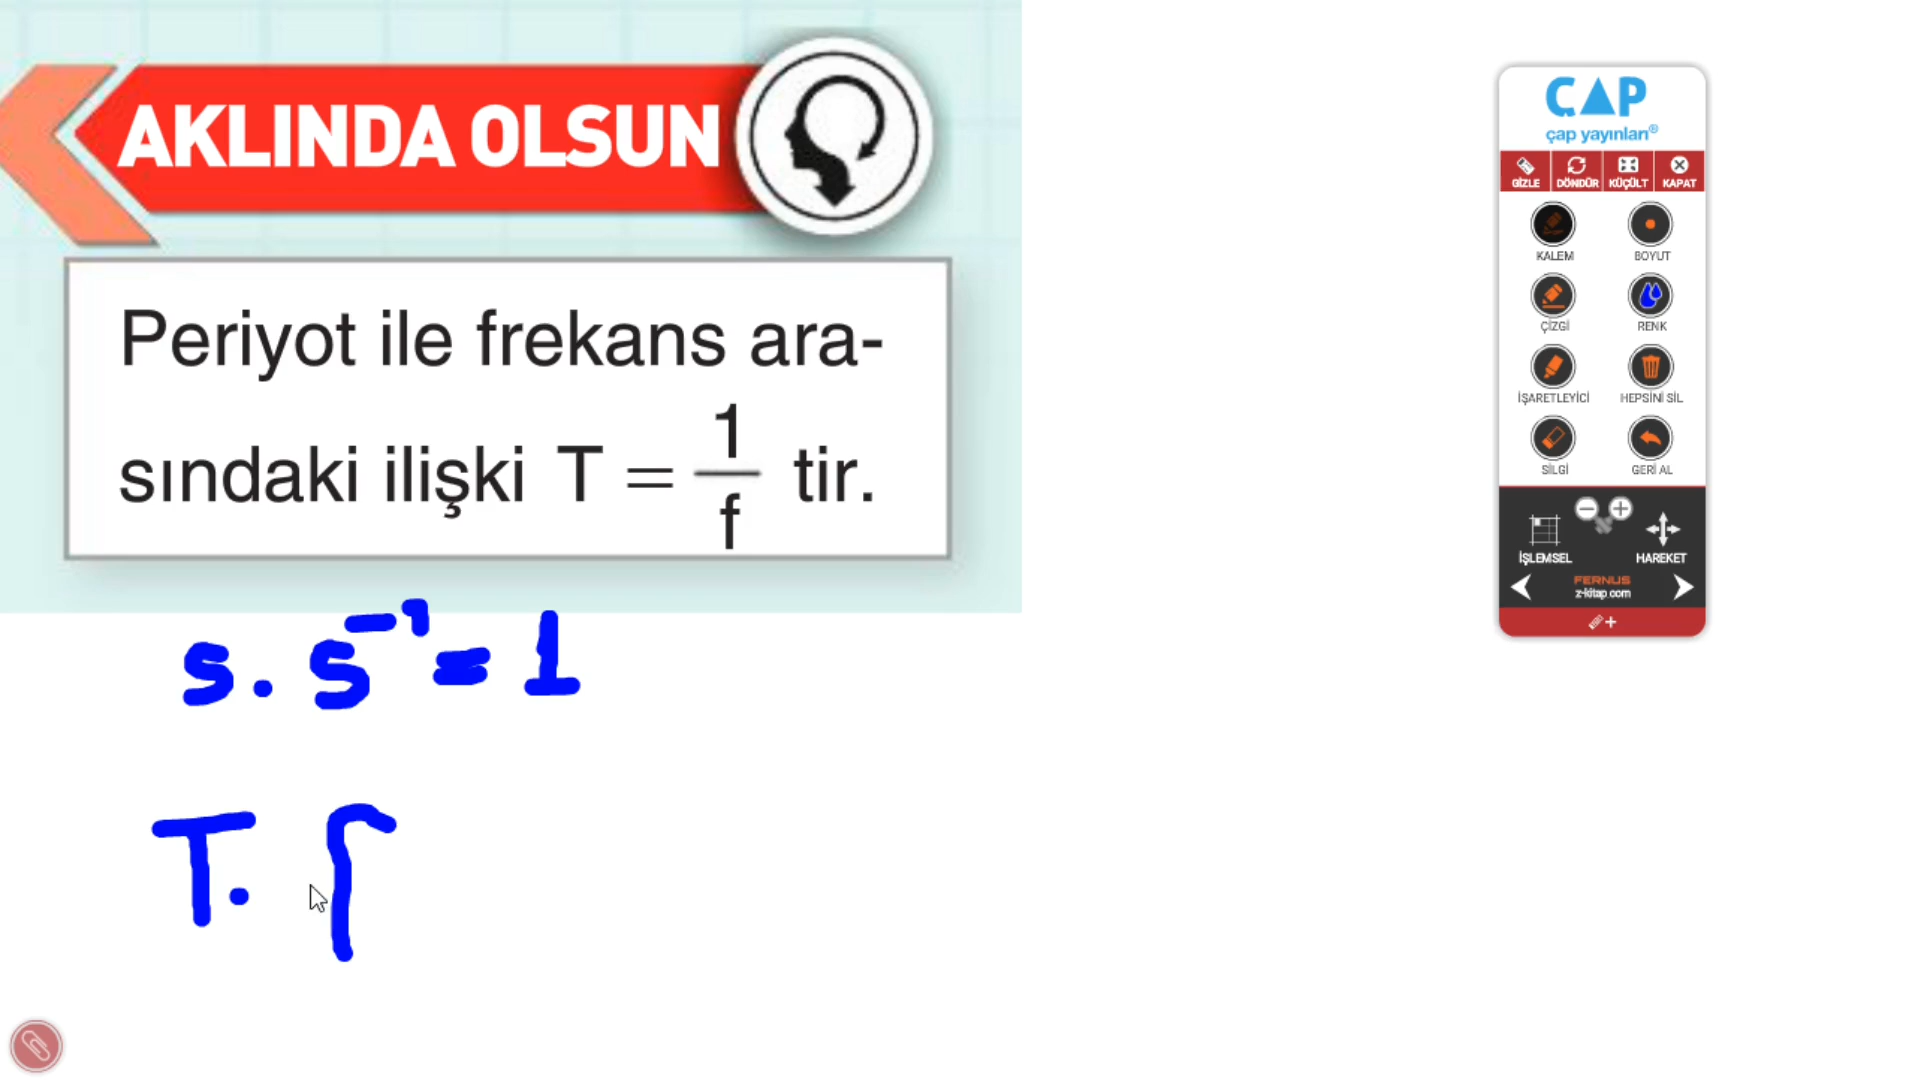 AKLINDA OLSUN
Periyot ile frekans ara-
sındaki ilişki T = 1/f tir.
s . s⁻¹ = 1
T. f
ÇAP
çap yayınları®
GİZLE DÖNDÜR KÜÇÜLT KAPAT
KALEM BOYUT
ÇİZGİ RENK
İŞARETLEYİCİ HEPSİNİ SİL
SİLGİ GERİ AL
İŞLEMSEL HAREKET
FERNUS
z-kitap.com